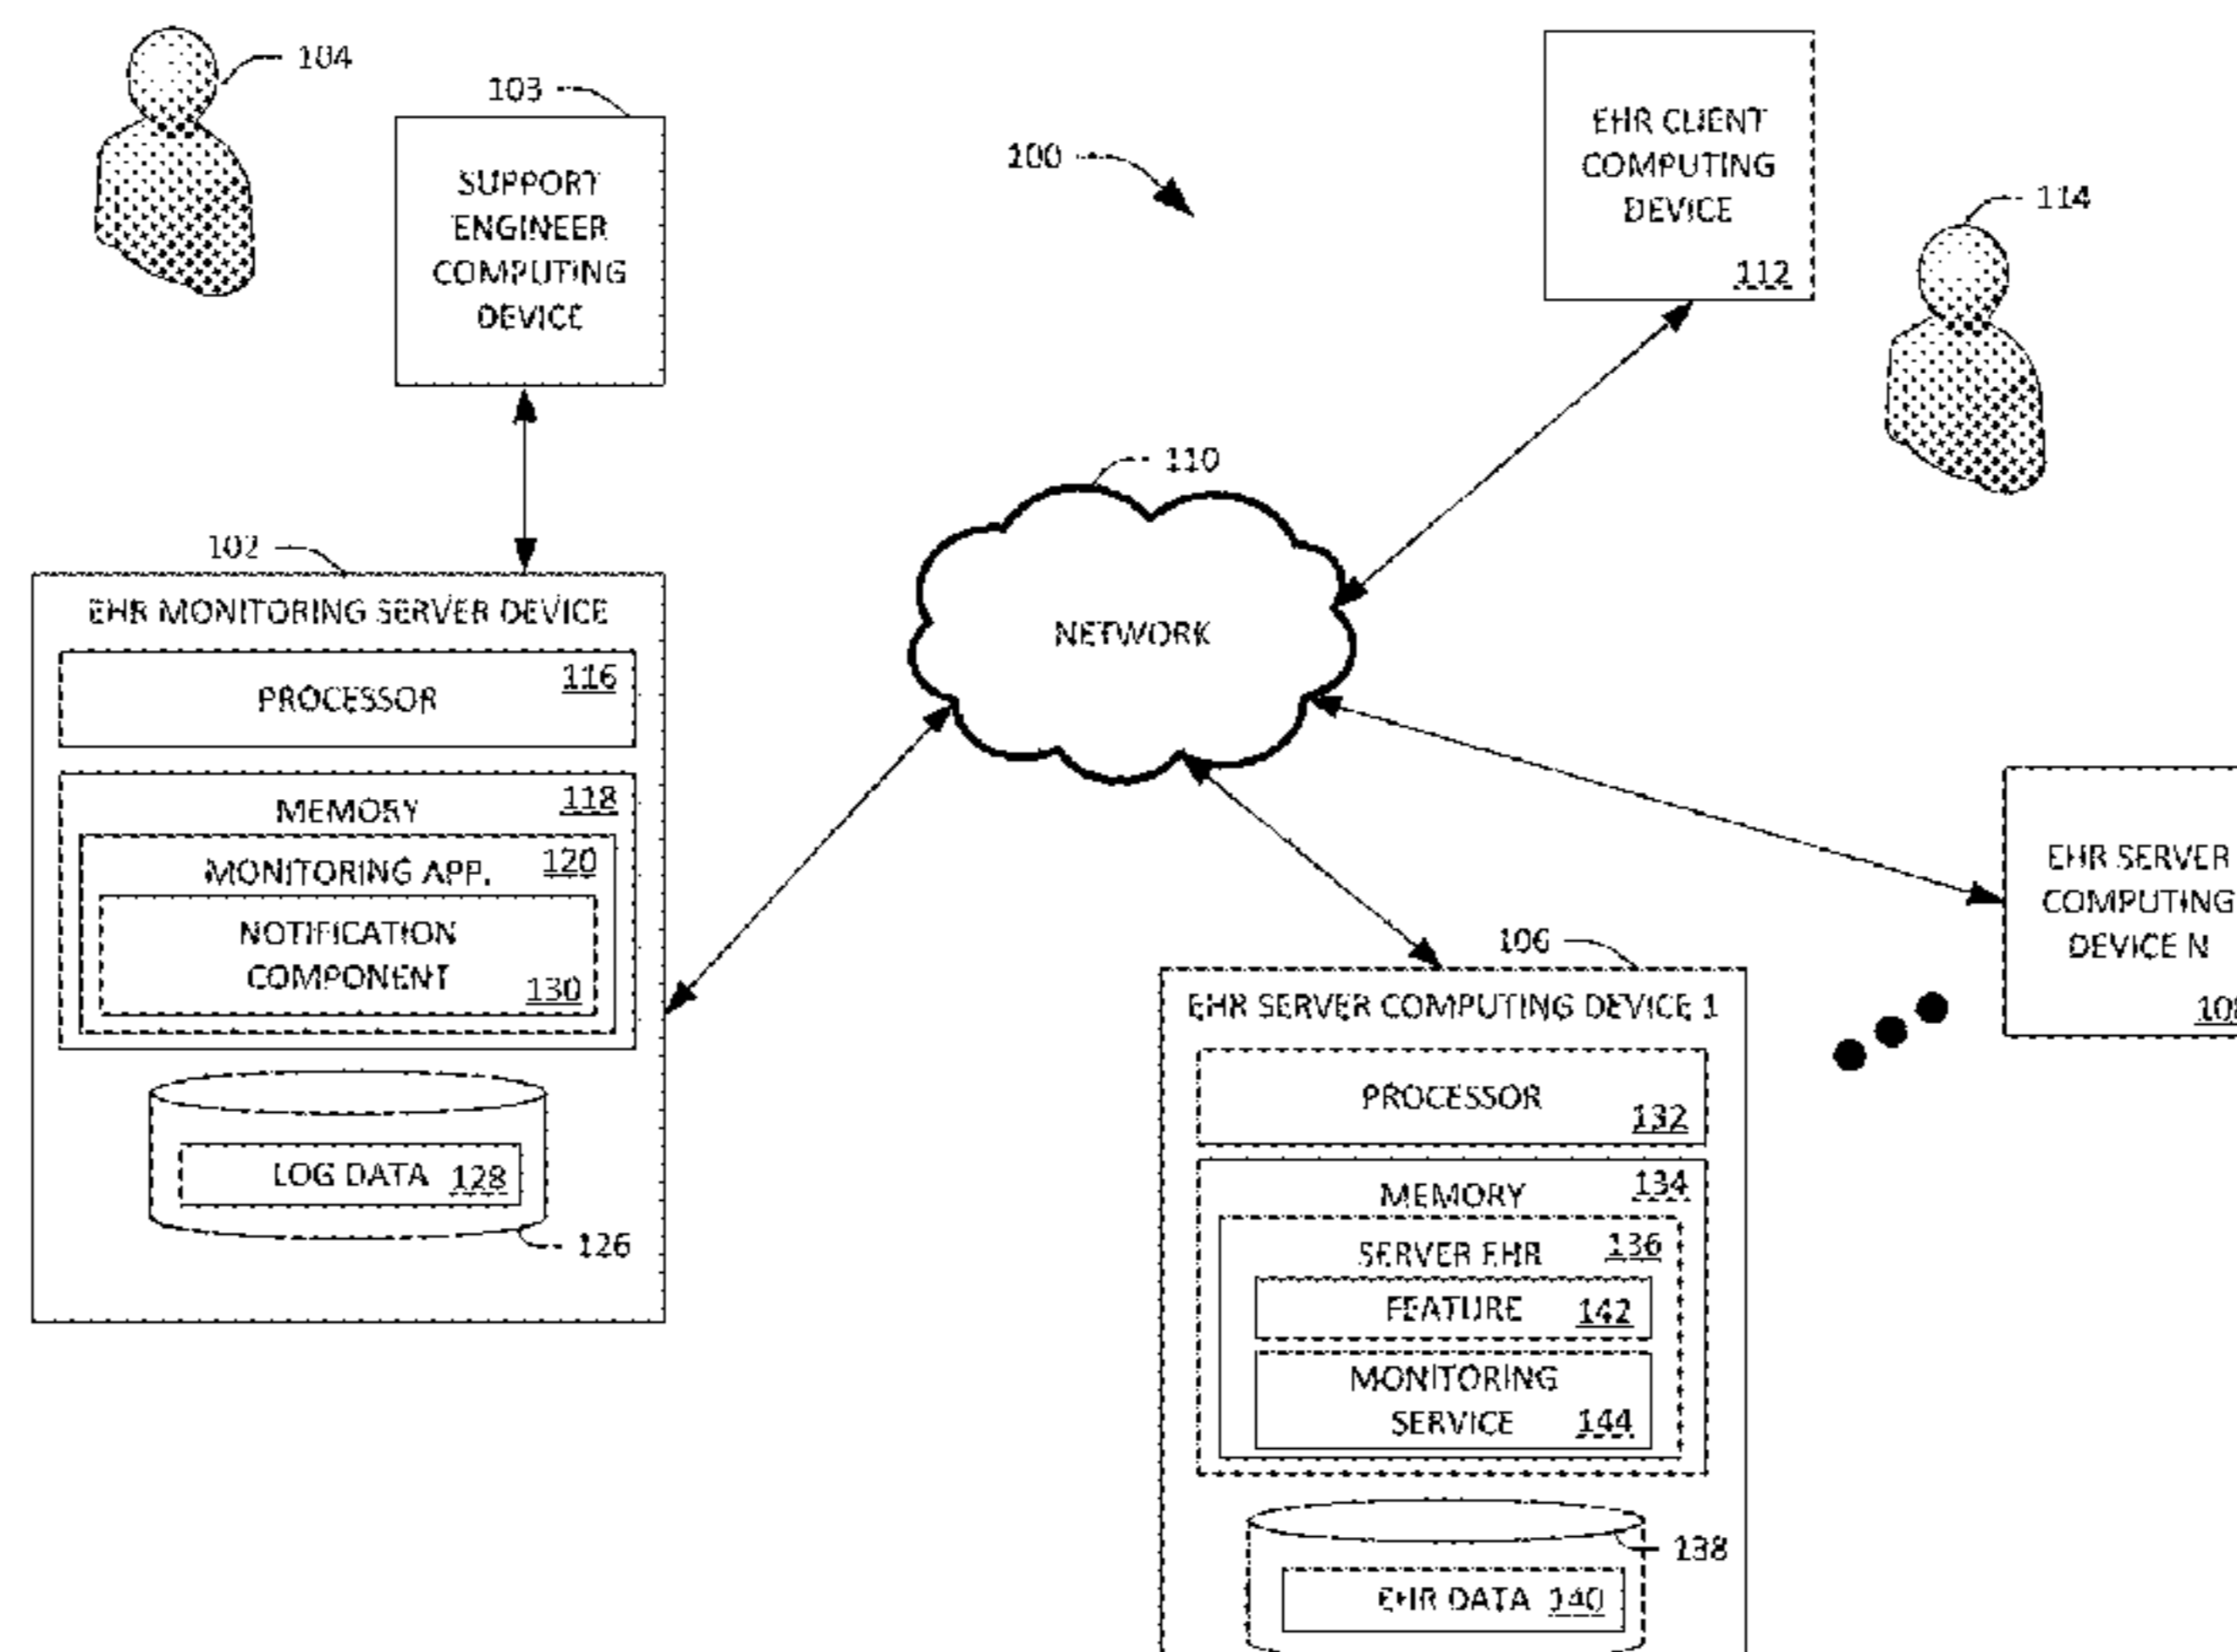 104
103
SUPPORT
ENGINEER
COMPUTING
DEVICE
100
EHR CLIENT
COMPUTING
DEVICE
112
114
110
NETWORK
102
EHR MONITORING SERVER DEVICE
PROCESSOR 116
MEMORY 118
MONITORING APP. 120
NOTIFICATION
COMPONENT 130
LOG DATA 128
126
EHR SERVER
COMPUTING
DEVICE N
106
EHR SERVER COMPUTING DEVICE 1
PROCESSOR 132
MEMORY 134
SERVER EHR 136
FEATURE 142
MONITORING
SERVICE 144
138
EHR DATA 140